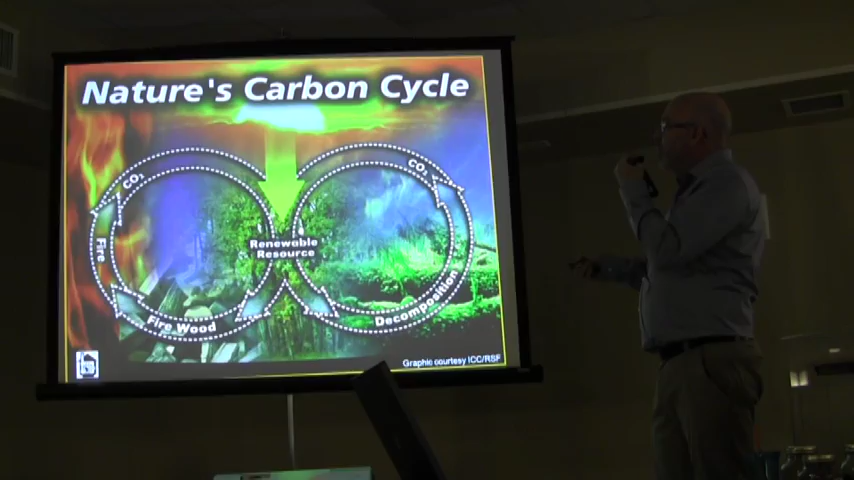 Nature's Carbon Cycle
CO₂
CO₂
Renewable
Resource
Fire
Fire Wood
Decomposition
Graphic courtesy ICC/RSF